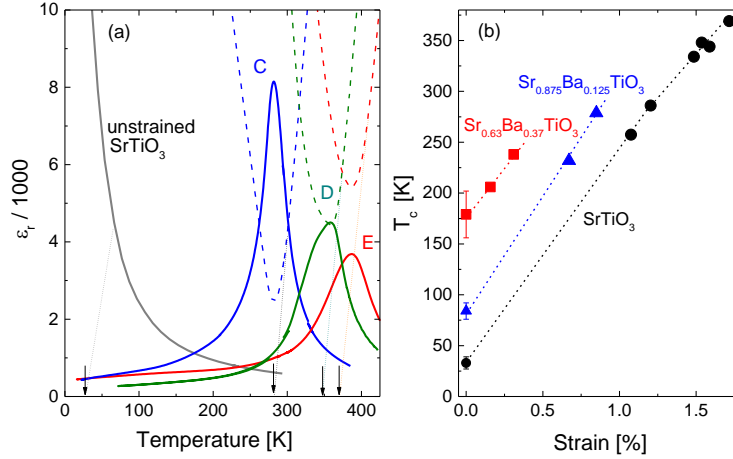 (a)
C
unstrained
SrTiO₃
D
E
10
8
6
4
2
0
0 100 200 300 400
εr / 1000
Temperature [K]
(b)
Sr₀.₈₇₅Ba₀.₁₂₅TiO₃
Sr₀.₆₃Ba₀.₃₇TiO₃
SrTiO₃
350
300
250
200
150
100
50
0
0.0 0.5 1.0 1.5
Tc [K]
Strain [%]